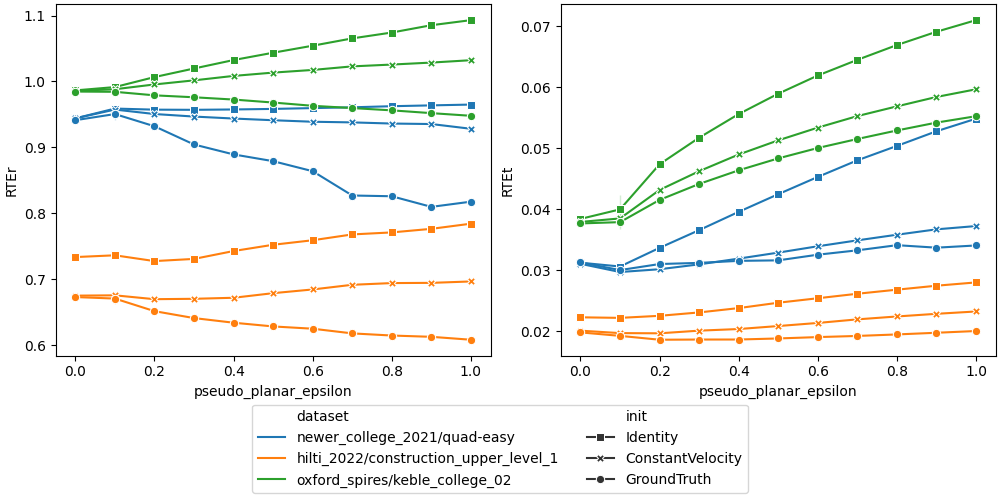 1.1
1.0
0.9
0.8
0.7
0.6
RTEr
0.0 0.2 0.4 0.6 0.8 1.0
pseudo_planar_epsilon
0.07
0.06
0.05
0.04
0.03
0.02
RTEt
0.0 0.2 0.4 0.6 0.8 1.0
pseudo_planar_epsilon
dataset
newer_college_2021/quad-easy
hilti_2022/construction_upper_level_1
oxford_spires/keble_college_02
init
Identity
ConstantVelocity
GroundTruth